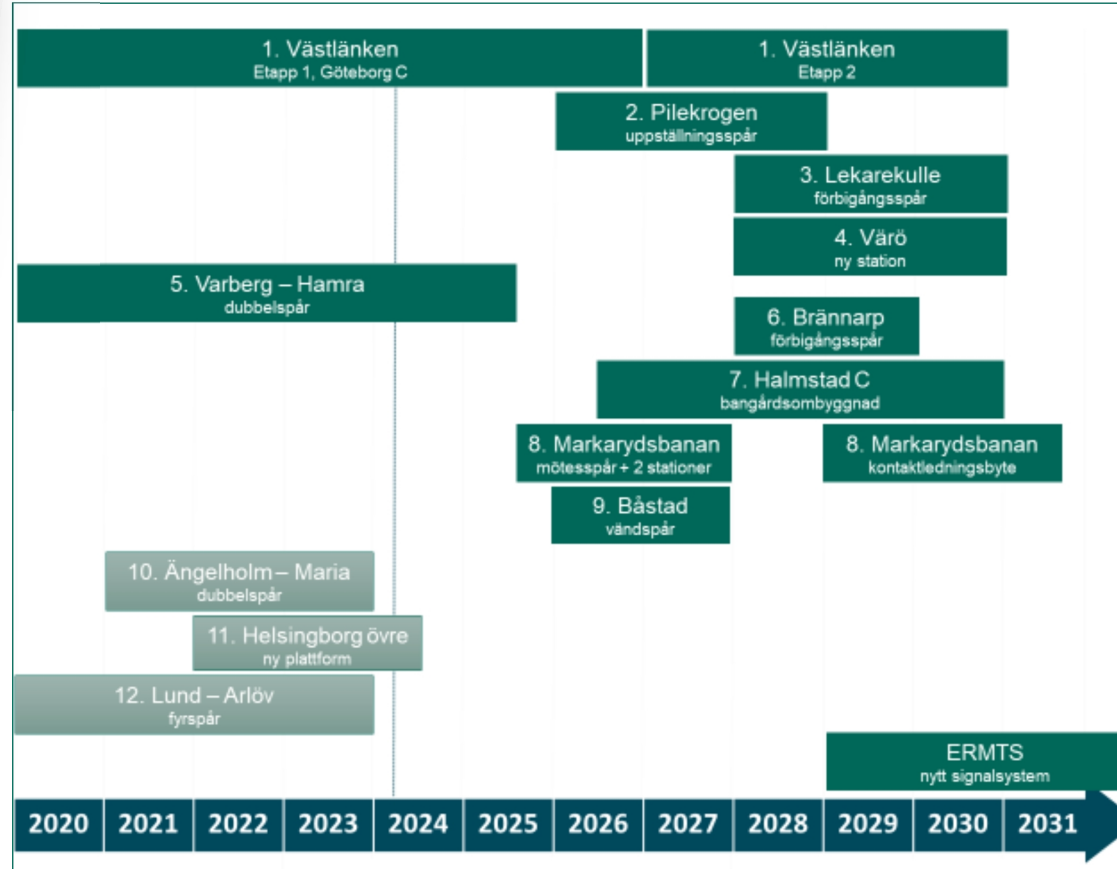 1. Västlänken
Etapp 1, Göteborg C
1. Västlänken
Etapp 2
2. Pilekrogen
uppställningsspår
3. Lekarekulle
förbigångsspår
4. Värö
ny station
5. Varberg – Hamra
dubbelspår
6. Brännarp
förbigångsspår
7. Halmstad C
bangårdsombyggnad
8. Markarydsbanan
mötesspår + 2 stationer
8. Markarydsbanan
kontaktledningsbyte
9. Båstad
vändspår
10. Ängelholm – Maria
dubbelspår
11. Helsingborg övre
ny plattform
12. Lund – Arlöv
fyrspår
ERMTS
nytt signalsystem
2020 2021 2022 2023 2024 2025 2026 2027 2028 2029 2030 2031